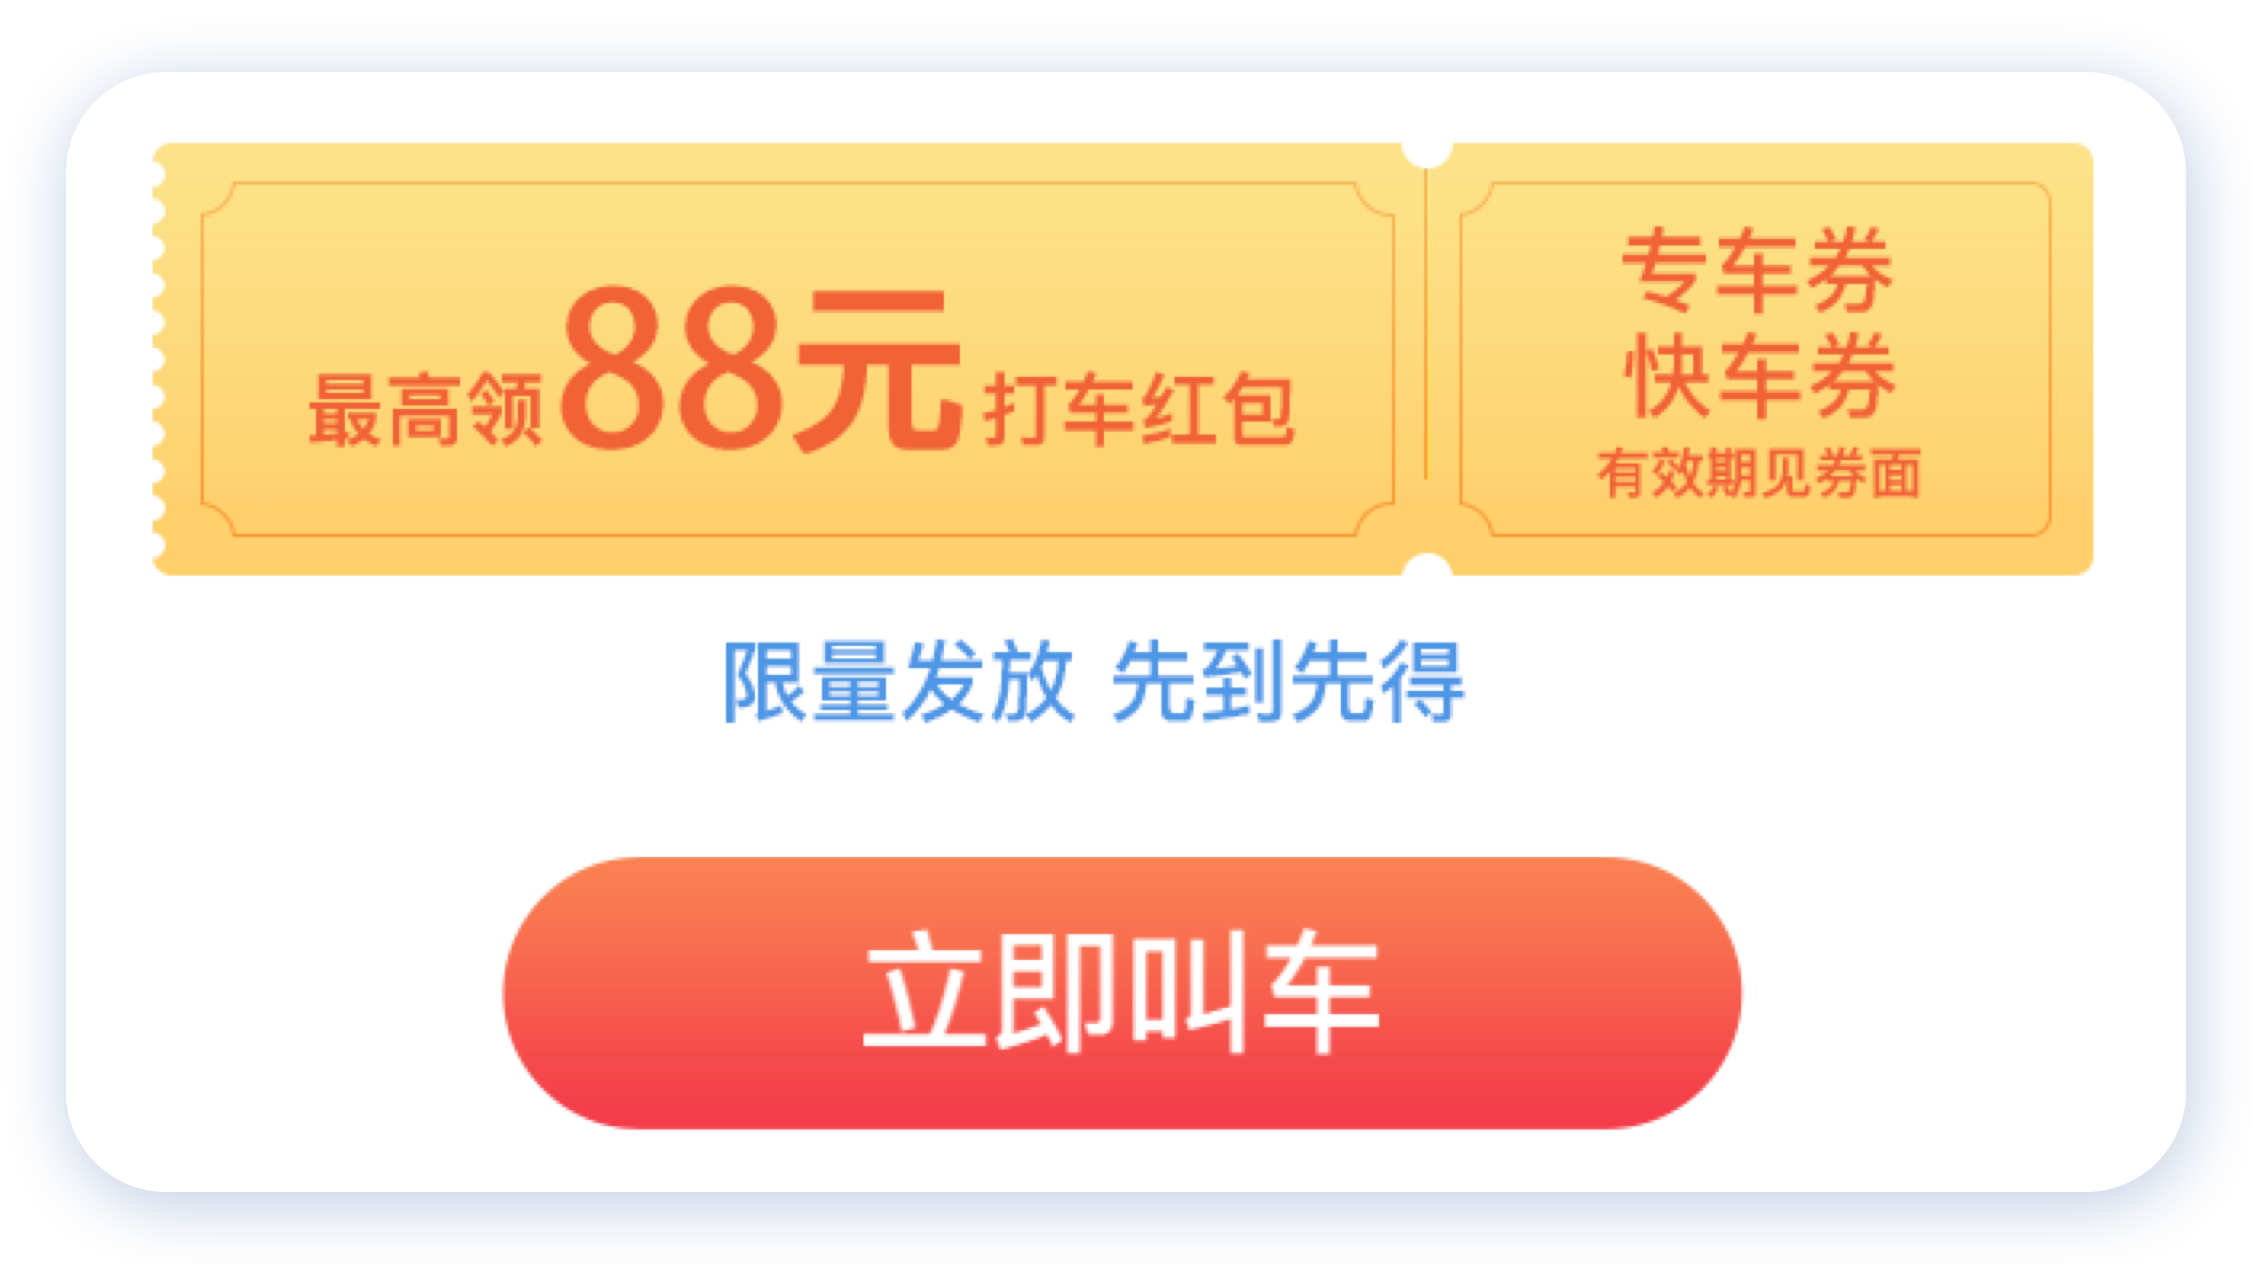 最高领88元打车红包
专车券
快车券
有效期见券面
限量发放 先到先得
立即叫车